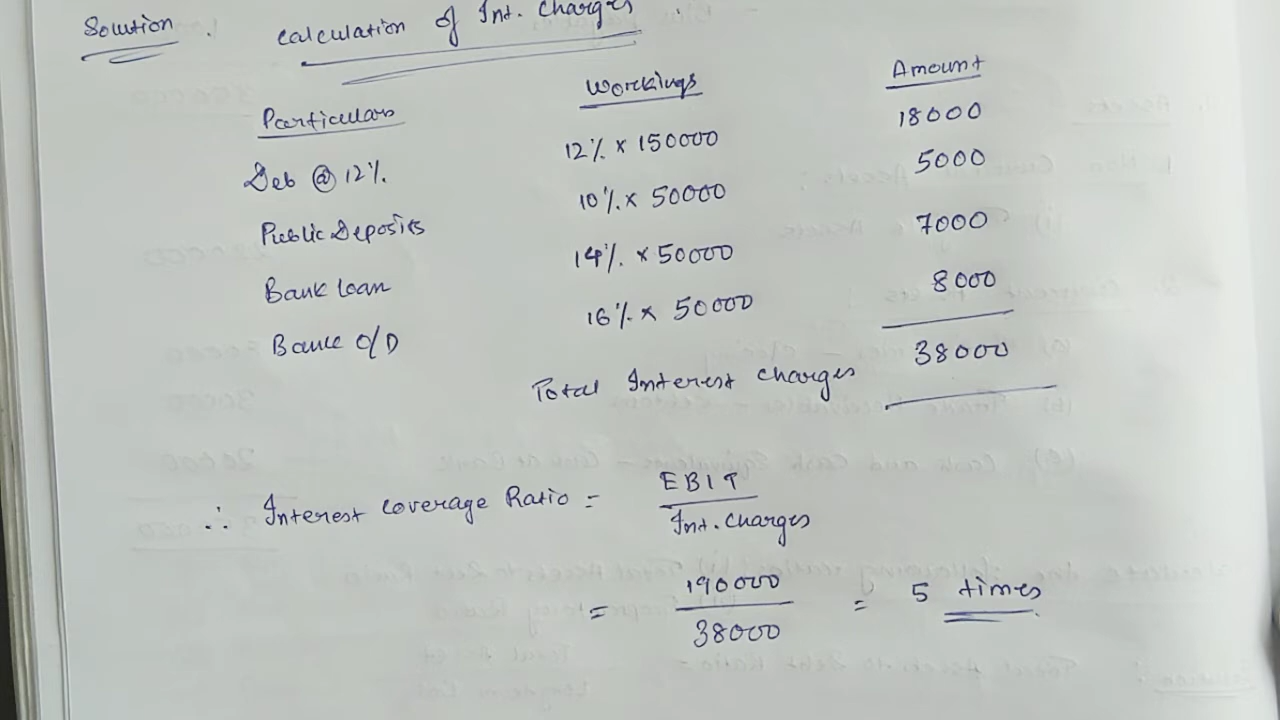 Solution. Calculation of Int. Charges
Particulars Workings Amount
Deb @ 12%. 12% x 150000 18000
Public Deposits 10% x 50000 5000
Bank loan 14% x 50000 7000
Bank O/D 16% x 50000 8000
Total Interest charges 38000
∴ Interest coverage Ratio = EBIT / Int. charges
= 190000 / 38000 = 5 times